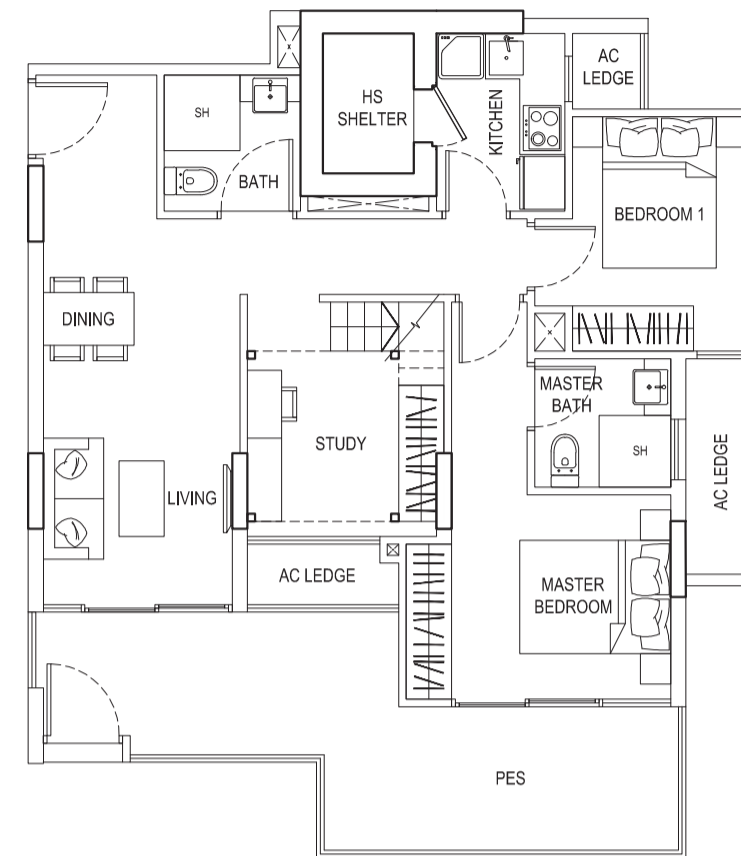 AC
LEDGE
HS
SHELTER
KITCHEN
SH
BATH
BEDROOM 1
DINING
MASTER
BATH
STUDY
SH
LIVING
AC LEDGE
AC LEDGE
MASTER
BEDROOM
PES